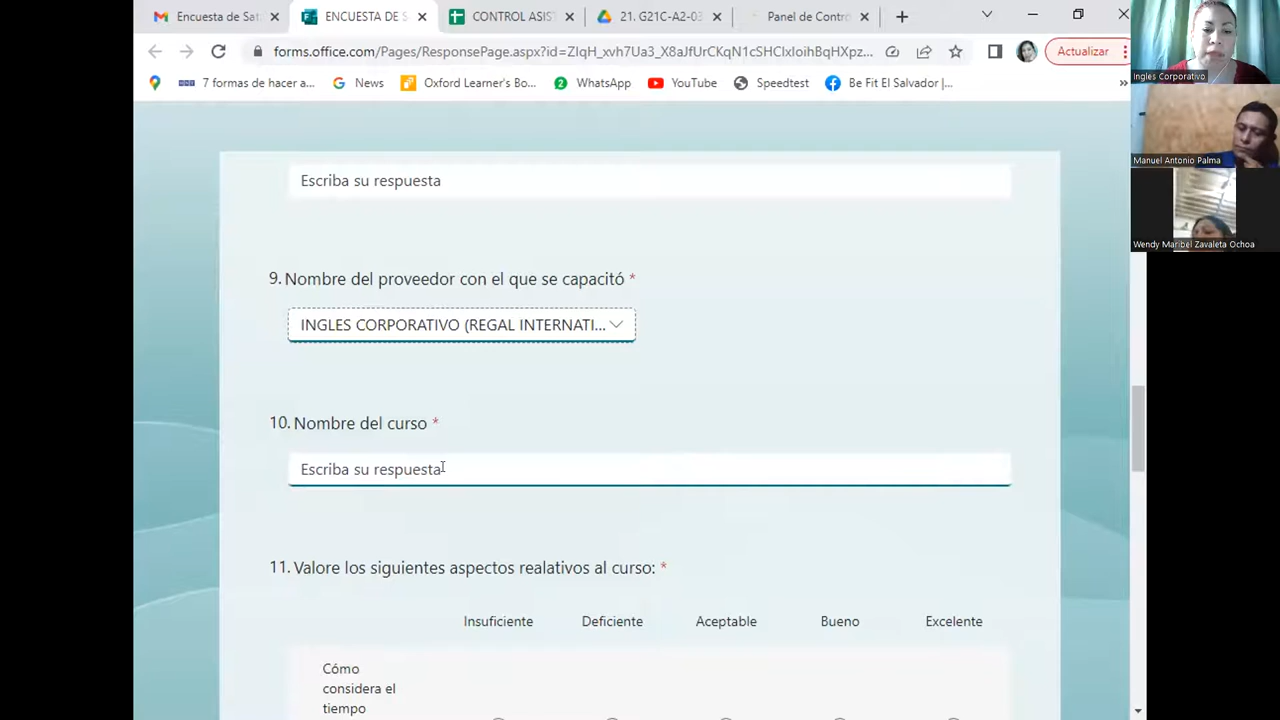 Encuesta de Sat
ENCUESTA DE S
CONTROL ASIS
21. G21C-A2-03
Panel de Contro
forms.office.com/Pages/ResponsePage.aspx?id=ZIqH_xvh7Ua3_X8aJfUrCKqN1cSHClxIoihBqHXpz...
Actualizar
7 formas de hacer a...
News
Oxford Learner's Bo...
WhatsApp
YouTube
Speedtest
Be Fit El Salvador |...
»
Ingles Corporativo
Manuel Antonio Palma
Wendy Maribel Zavaleta Ochoa
Escriba su respuesta
9. Nombre del proveedor con el que se capacitó *
INGLES CORPORATIVO (REGAL INTERNATI...
10. Nombre del curso *
Escriba su respuesta
11. Valore los siguientes aspectos realativos al curso: *
Insuficiente Deficiente Aceptable Bueno Excelente
Cómo
considera el
tiempo